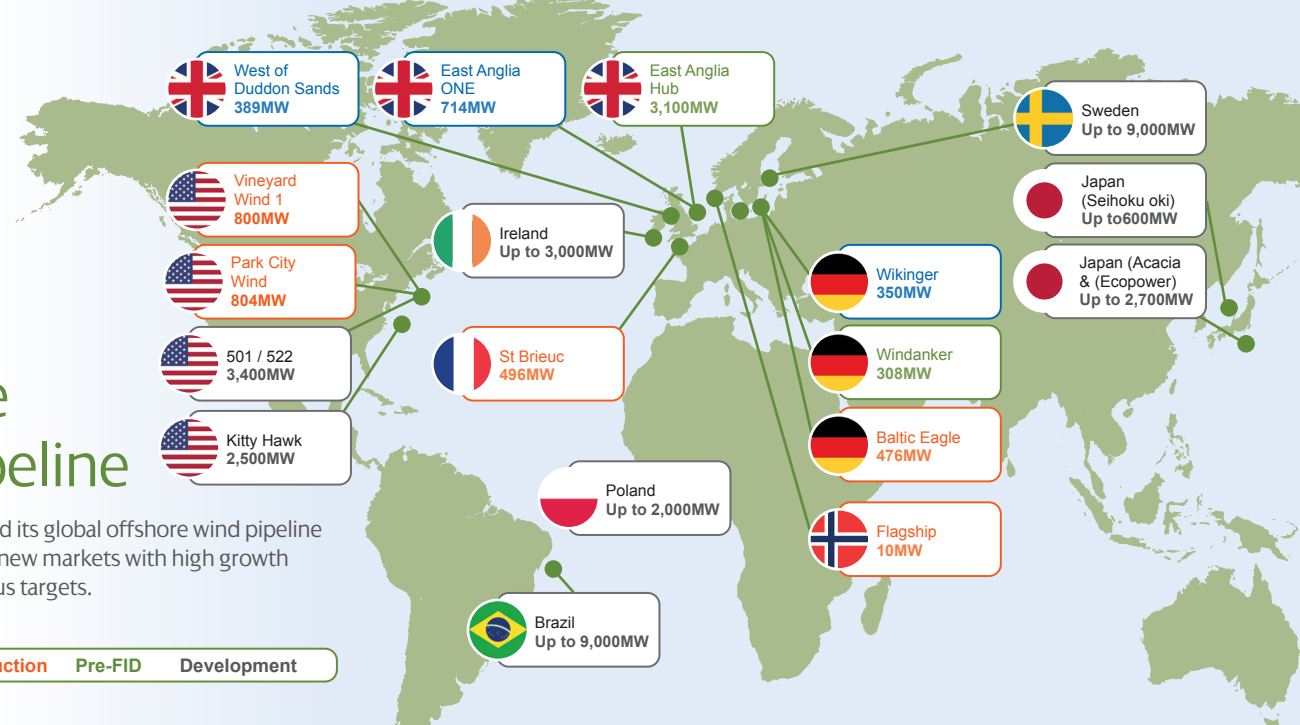 West of
Duddon Sands
389MW
East Anglia
ONE
714MW
East Anglia
Hub
3,100MW
Sweden
Up to 9,000MW
Vineyard
Wind 1
800MW
Japan
(Seihoku oki)
Up to600MW
Ireland
Up to 3,000MW
Park City
Wind
804MW
Wikinger
350MW
Japan (Acacia
& (Ecopower)
Up to 2,700MW
501 / 522
3,400MW
St Brieuc
496MW
Windanker
308MW
Kitty Hawk
2,500MW
Baltic Eagle
476MW
Poland
Up to 2,000MW
Flagship
10MW
Brazil
Up to 9,000MW
its global offshore wind pipeline
new markets with high growth
targets.
Pre-FID Development